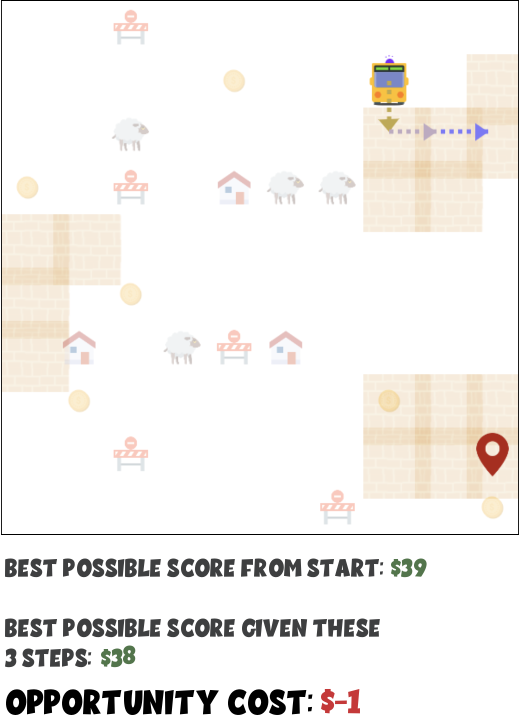 BEST POSSIBLE SCORE FROM START: $39
BEST POSSIBLE SCORE GIVEN THESE
3 STEPS: $38
OPPORTUNITY COST: $-1